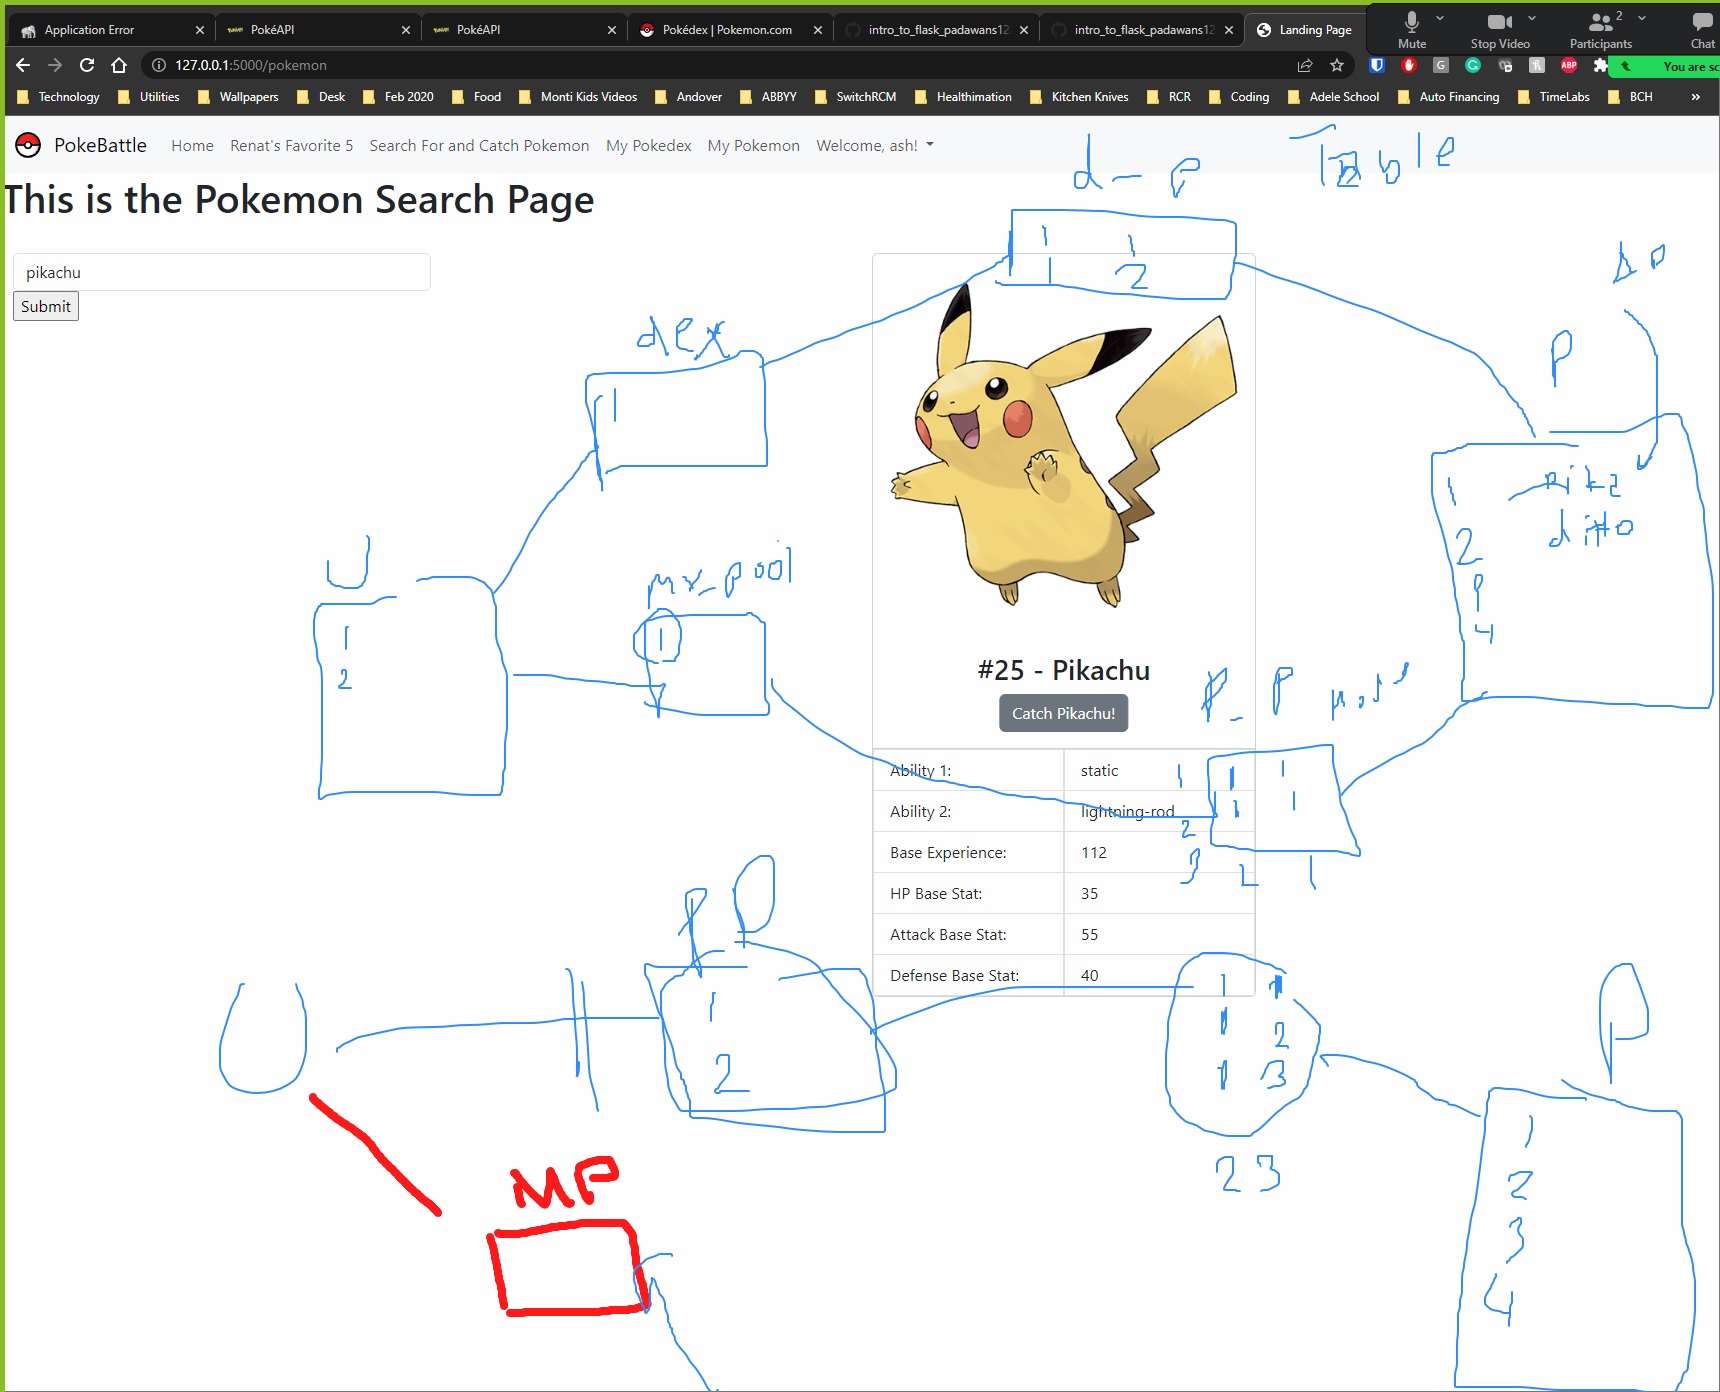 Application Error
PokéAPI
PokéAPI
Pokédex | Pokemon.com
intro_to_flask_padawans12
intro_to_flask_padawans12
Landing Page
Mute
Stop Video
2
Participants
Chat
127.0.0.1:5000/pokemon
You are sc
Technology
Utilities
Wallpapers
Desk
Feb 2020
Food
Monti Kids Videos
Andover
ABBYY
SwitchRCM
Healthimation
Kitchen Knives
RCR
Coding
Adele School
Auto Financing
TimeLabs
BCH
»
PokeBattle
Home
Renat's Favorite 5
Search For and Catch Pokemon
My Pokedex
My Pokemon
Welcome, ash!
d-P Table
This is the Pokemon Search Page
1 1
1 2
pikachu
Submit
dex
P
1
1 pika
2 ditto
4
U
1
2
1
#25 - Pikachu
Catch Pikachu!
Ability 1: static
Ability 2: lightning-rod
Base Experience: 112
HP Base Stat: 35
Attack Base Stat: 55
Defense Base Stat: 40
1 1 1
1 1
2
3 2 1
P D
U
1
2
1 1
1 2
1 3
2 3
P
1
2
3
4
MP